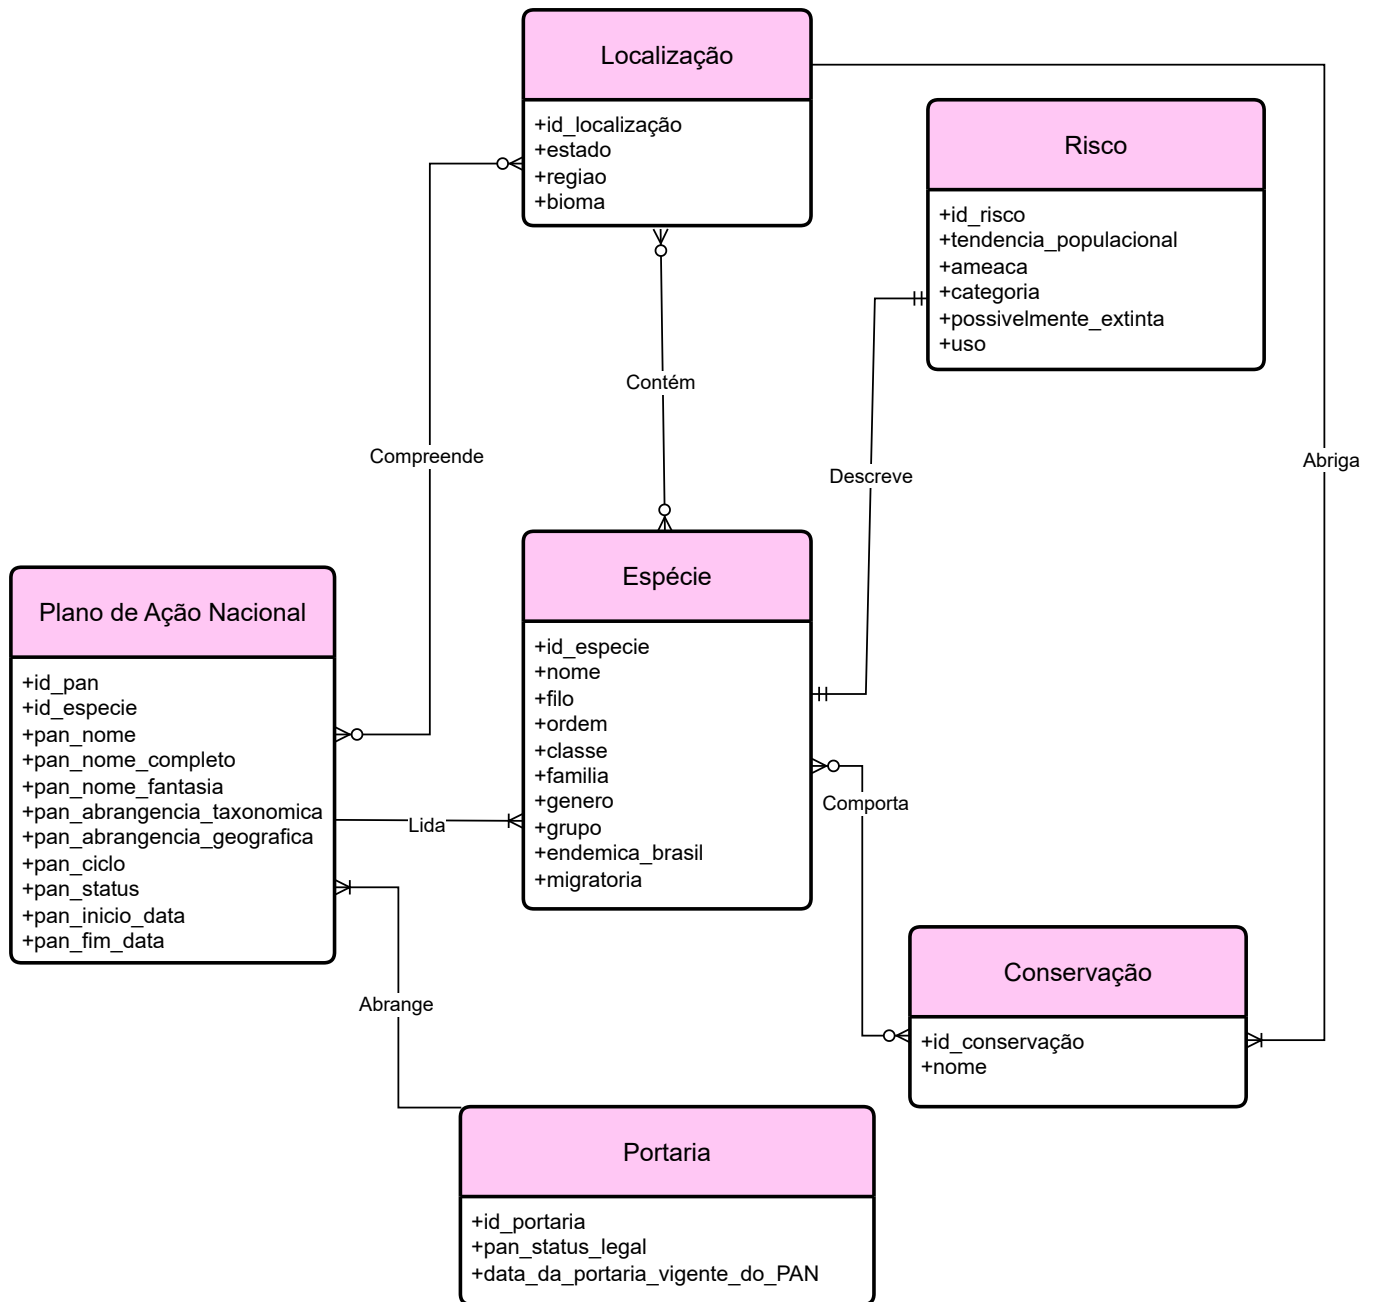 Localização
+id_localização
+estado
+regiao
+bioma
Risco
+id_risco
+tendencia_populacional
+ameaca
+categoria
+possivelmente_extinta
+uso
Contém
Compreende
Descreve
Abriga
Espécie
+id_especie
+nome
+filo
+ordem
+classe
+familia
+genero
+grupo
+endemica_brasil
+migratoria
Plano de Ação Nacional
+id_pan
+id_especie
+pan_nome
+pan_nome_completo
+pan_nome_fantasia
+pan_abrangencia_taxonomica
+pan_abrangencia_geografica
+pan_ciclo
+pan_status
+pan_inicio_data
+pan_fim_data
Lida
Comporta
Abrange
Conservação
+id_conservação
+nome
Portaria
+id_portaria
+pan_status_legal
+data_da_portaria_vigente_do_PAN